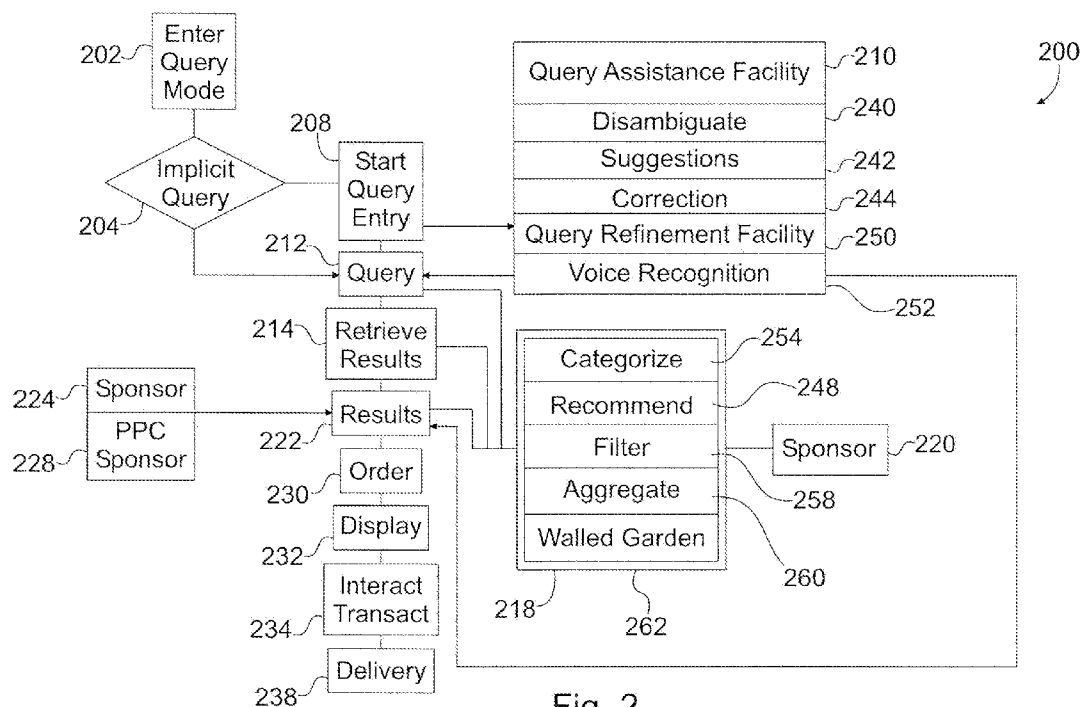 Enter
Query
Mode
202
Implicit
Query
204
208
Start
Query
Entry
212
Query
214
Retrieve
Results
224
Sponsor
228
PPC
Sponsor
Results
222
Order
230
Display
232
Interact
Transact
234
Delivery
238
Query Assistance Facility
210
Disambiguate
240
Suggestions
242
Correction
244
Query Refinement Facility
250
Voice Recognition
252
Categorize
254
Recommend
248
Filter
258
Aggregate
260
Walled Garden
218
262
Sponsor
220
200
Fig. 2